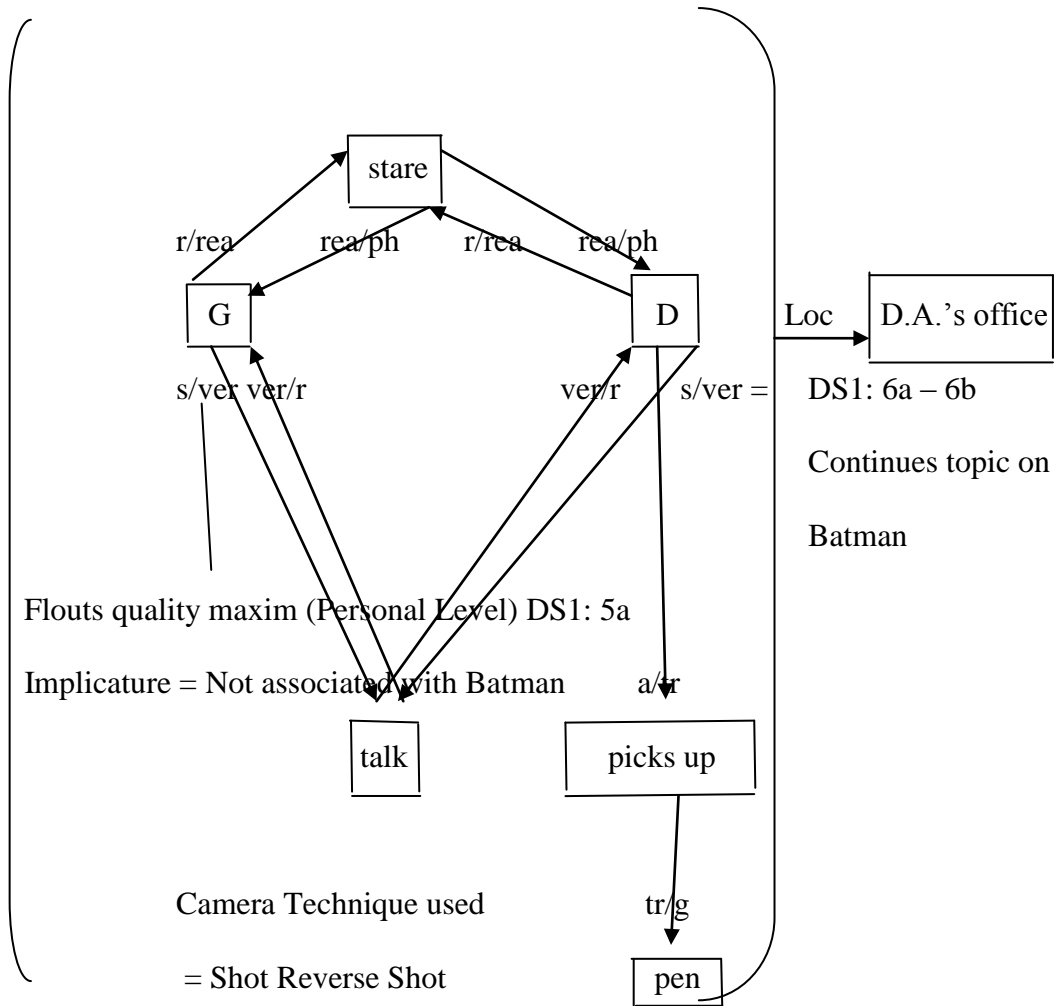 stare
r/rea rea/ph r/rea rea/ph
G D Loc D.A.’s office
s/ver ver/r ver/r s/ver = DS1: 6a – 6b
Continues topic on
Batman
Flouts quality maxim (Personal Level) DS1: 5a
Implicature = Not associated with Batman a/tr
talk picks up
Camera Technique used tr/g
= Shot Reverse Shot pen